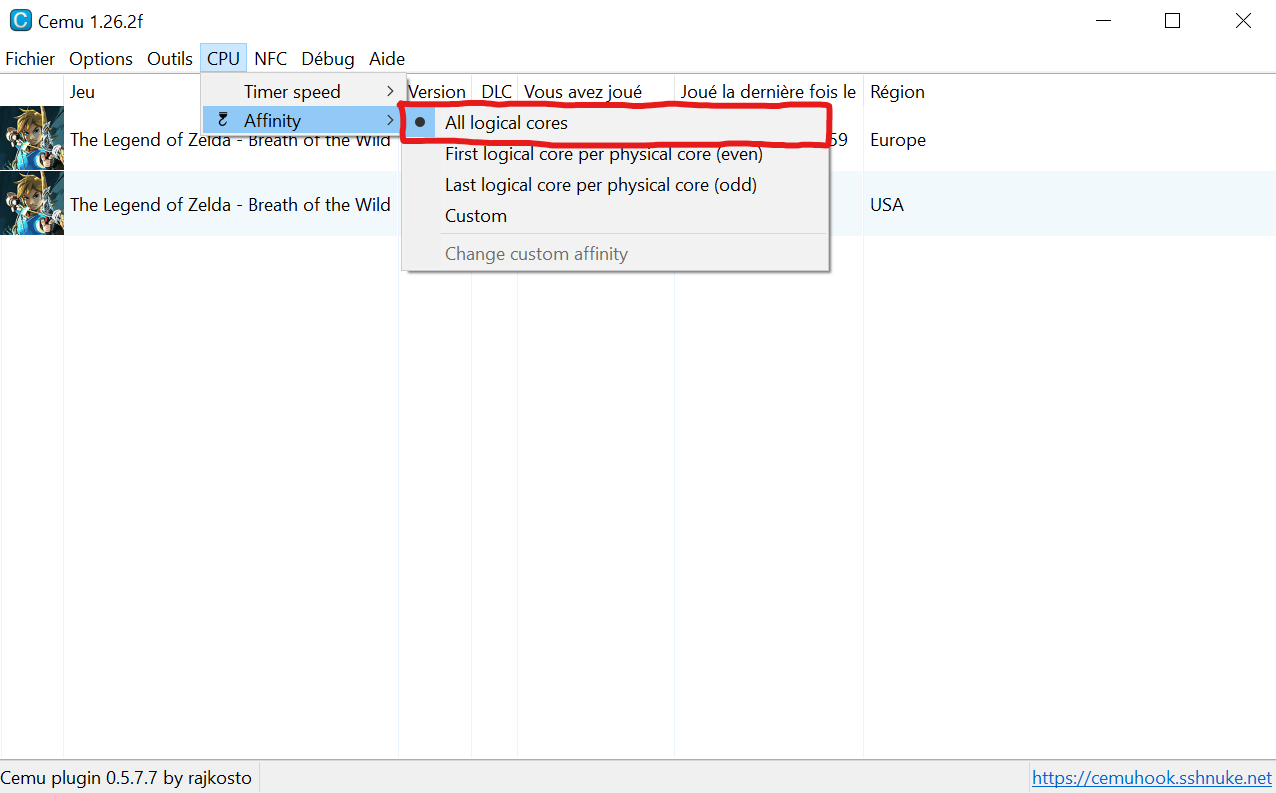 Cemu 1.26.2f
Fichier Options Outils CPU NFC Débug Aide
Jeu Timer speed Version DLC Vous avez joué Joué la dernière fois le Région
Affinity All logical cores
The Legend of Zelda - Breath of the Wild 59 Europe
First logical core per physical core (even)
Last logical core per physical core (odd)
The Legend of Zelda - Breath of the Wild USA
Custom
Change custom affinity
Cemu plugin 0.5.7.7 by rajkosto https://cemuhook.sshnuke.net